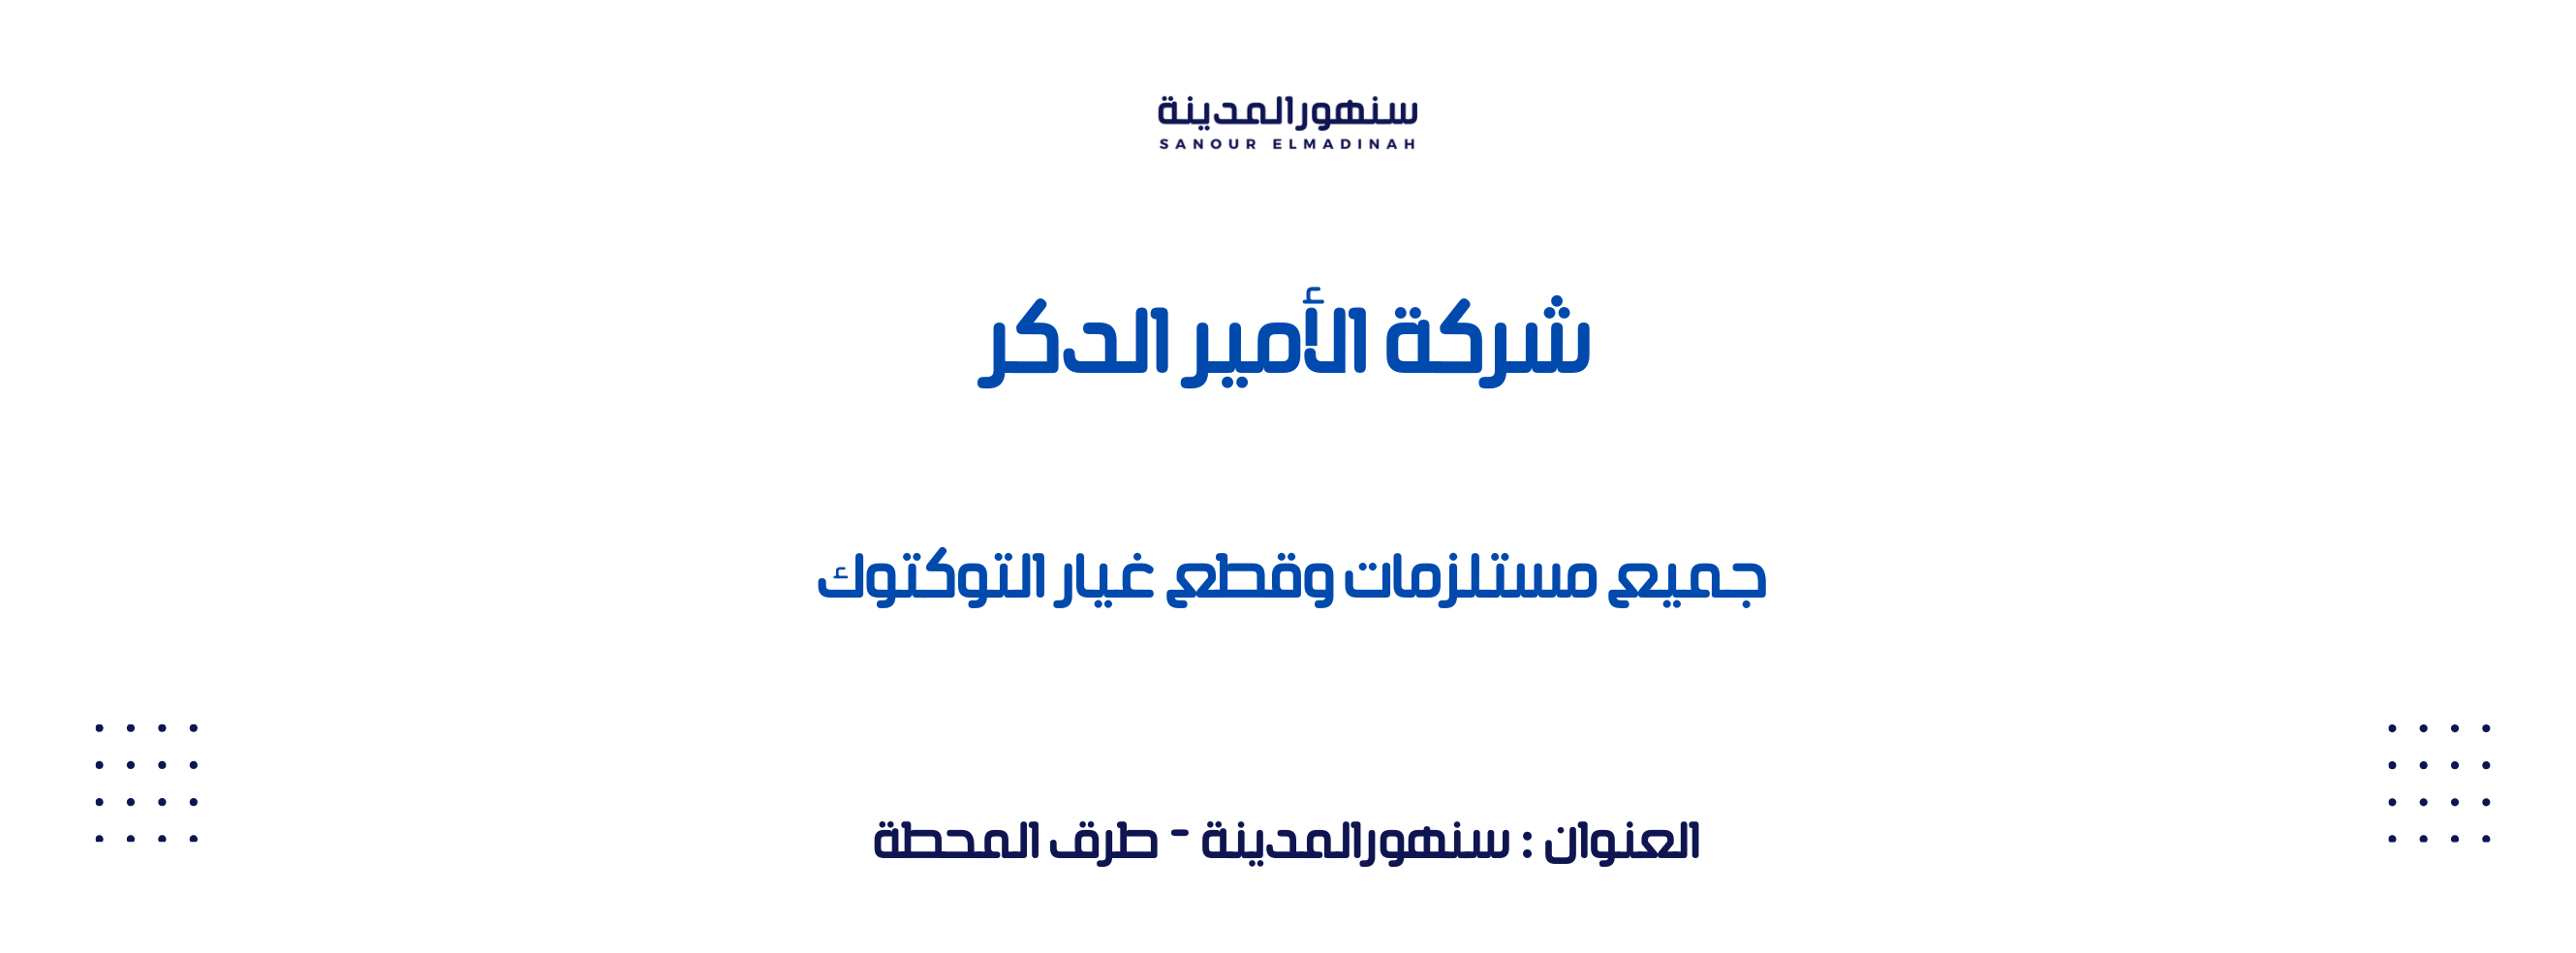 سنهورالمدينة
SANOUR ELMADINAH
شركة الأمير الدكر
جميع مستلزمات وقطع غيار التوكتوك
العنوان : سنهورالمدينة - طرق المحطة